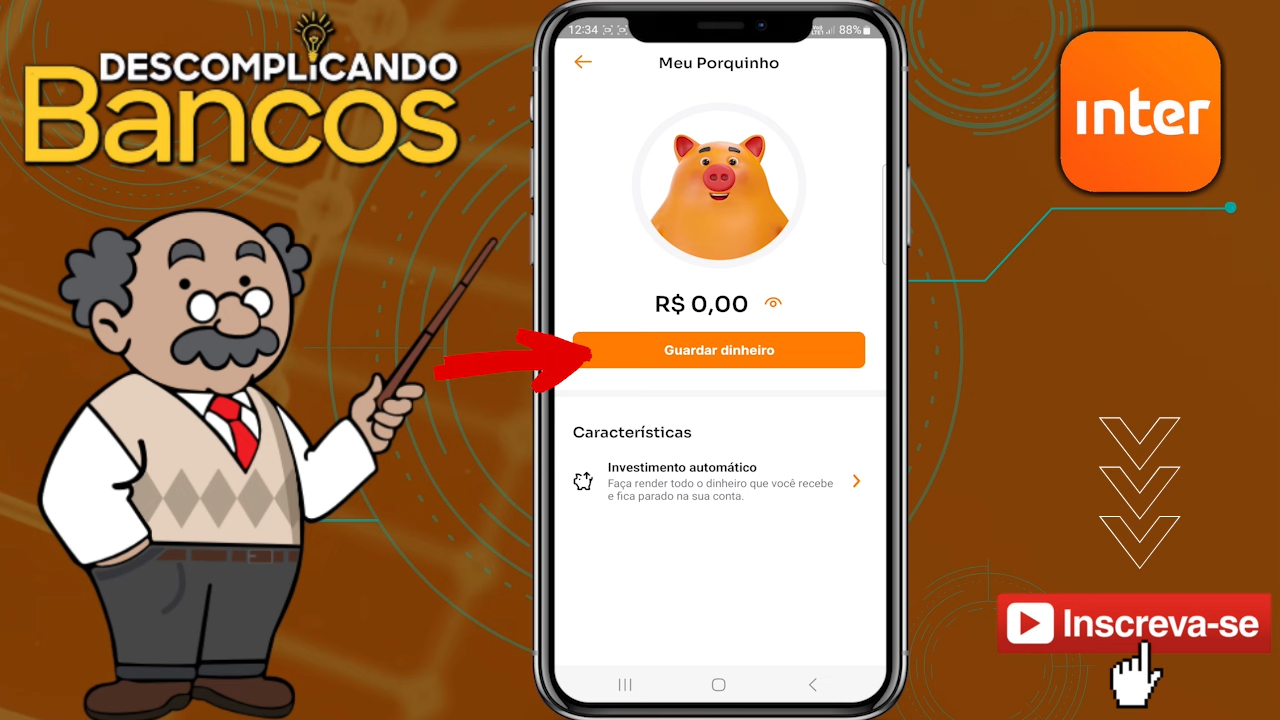 DESCOMPLICANDO
Bancos
12:34
88%
Meu Porquinho
inter
R$ 0,00
Guardar dinheiro
Características
Investimento automático
Faça render todo o dinheiro que você recebe
e fica parado na sua conta.
Inscreva-se